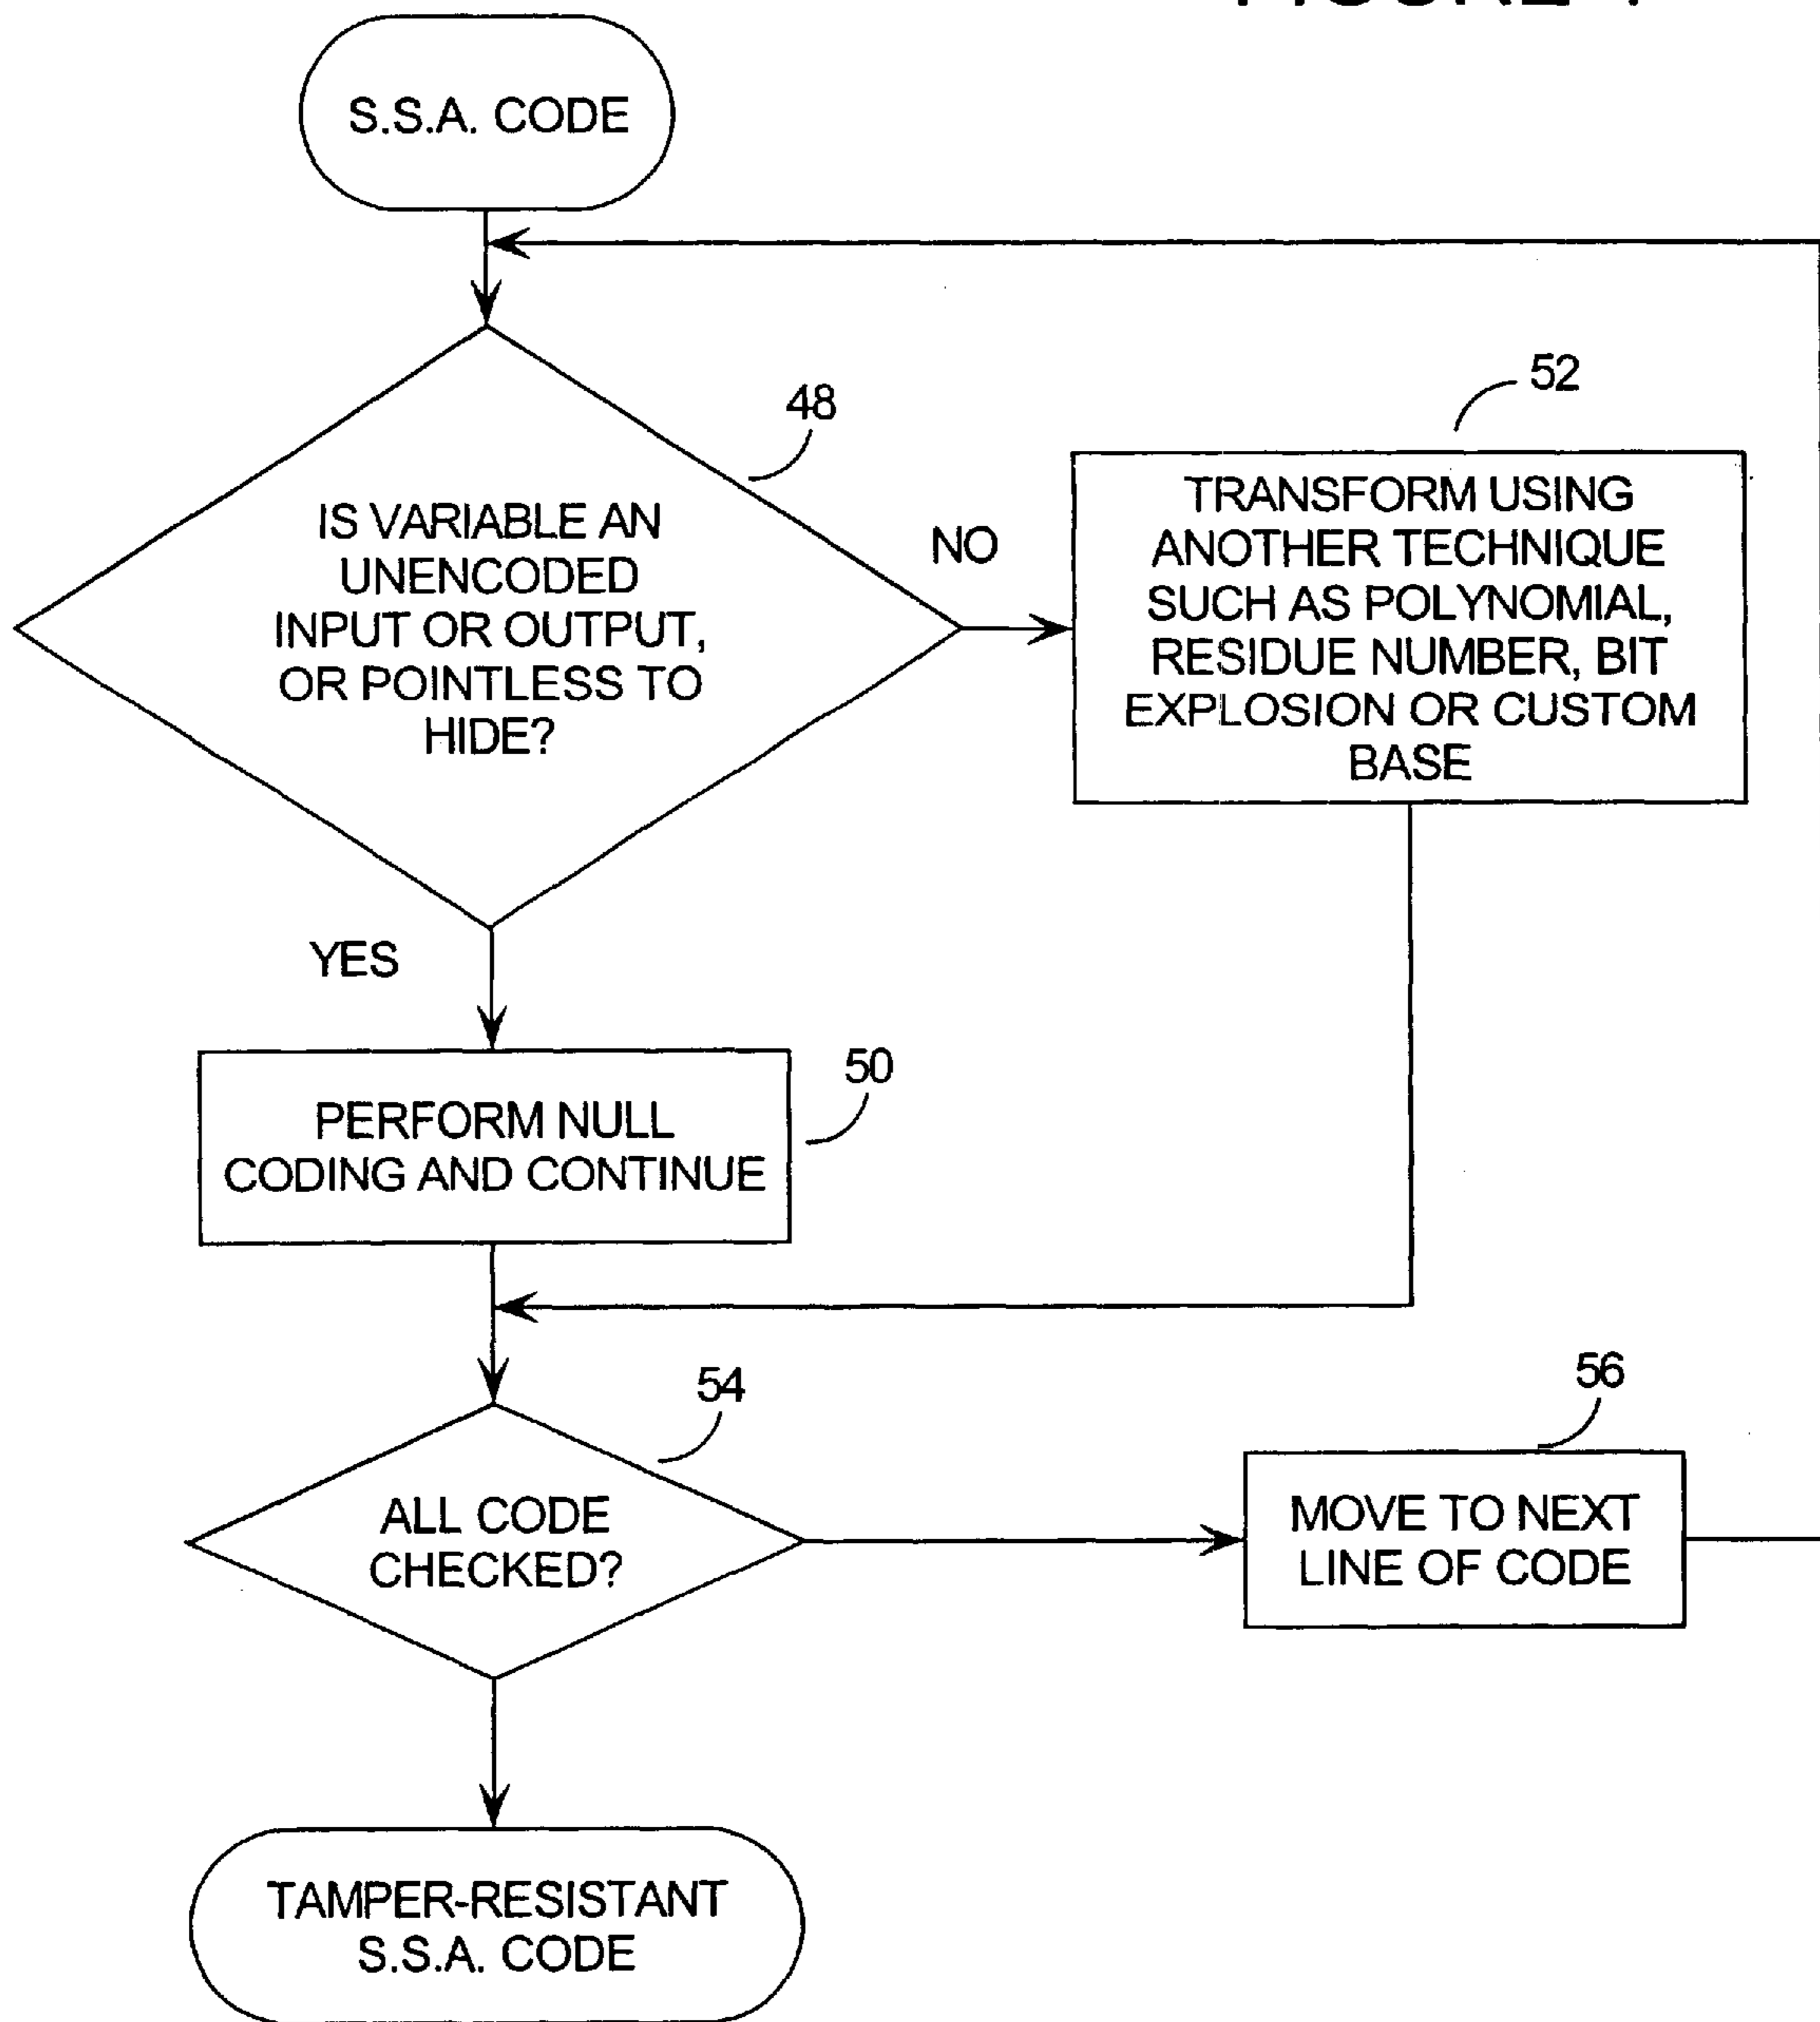 S.S.A. CODE
48
IS VARIABLE AN
UNENCODED
INPUT OR OUTPUT,
OR POINTLESS TO
HIDE?
NO
52
TRANSFORM USING
ANOTHER TECHNIQUE
SUCH AS POLYNOMIAL,
RESIDUE NUMBER, BIT
EXPLOSION OR CUSTOM
BASE
YES
50
PERFORM NULL
CODING AND CONTINUE
54
ALL CODE
CHECKED?
56
MOVE TO NEXT
LINE OF CODE
TAMPER-RESISTANT
S.S.A. CODE